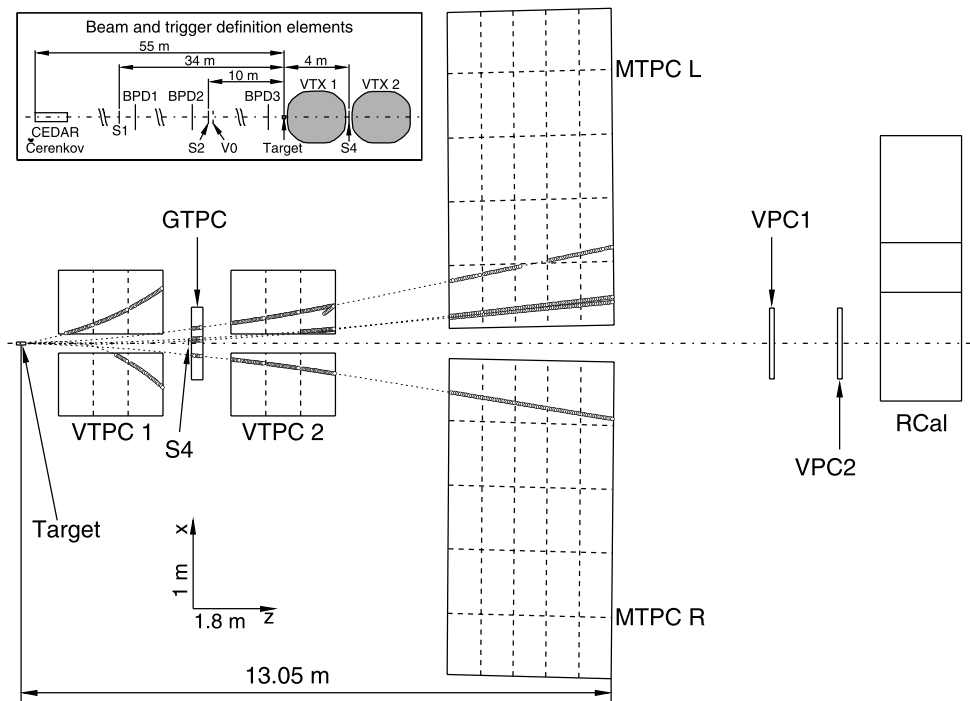 Beam and trigger definition elements
55 m
34 m
4 m
10 m
VTX 1
VTX 2
BPD1
BPD2
BPD3
CEDAR
S1
Čerenkov
S2
V0
Target
S4
MTPC L
GTPC
VPC1
VTPC 1
VTPC 2
RCal
S4
VPC2
Target
x
1 m
1.8 m
z
MTPC R
13.05 m